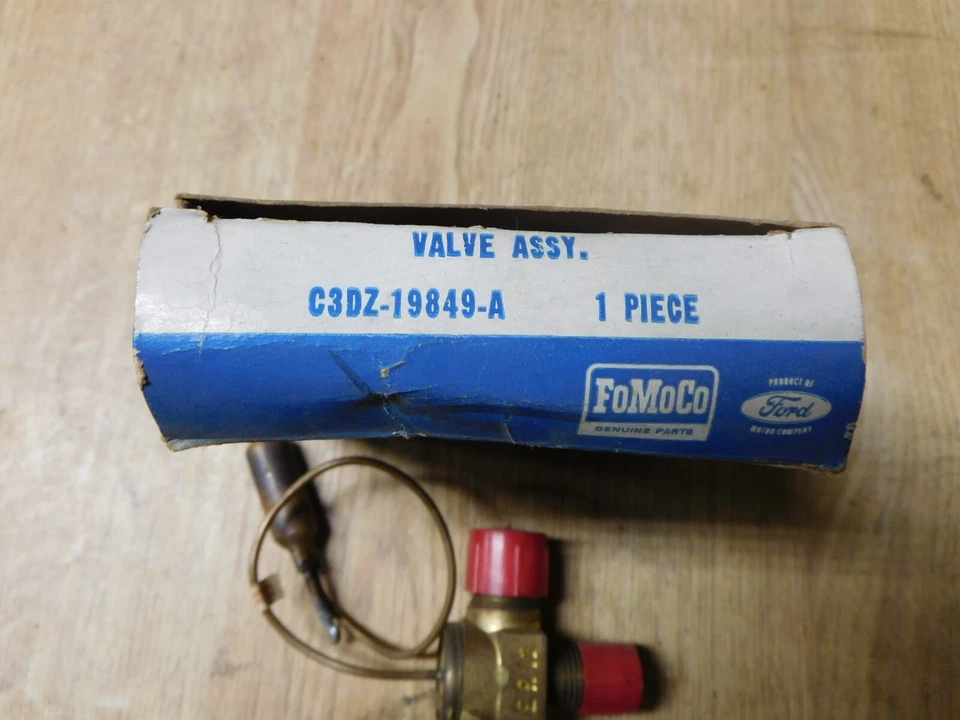 VALVE ASSY.
C3DZ-19849-A 1 PIECE
FoMoCo
GENUINE PARTS
PRODUCT OF
Ford
MOTOR COMPANY